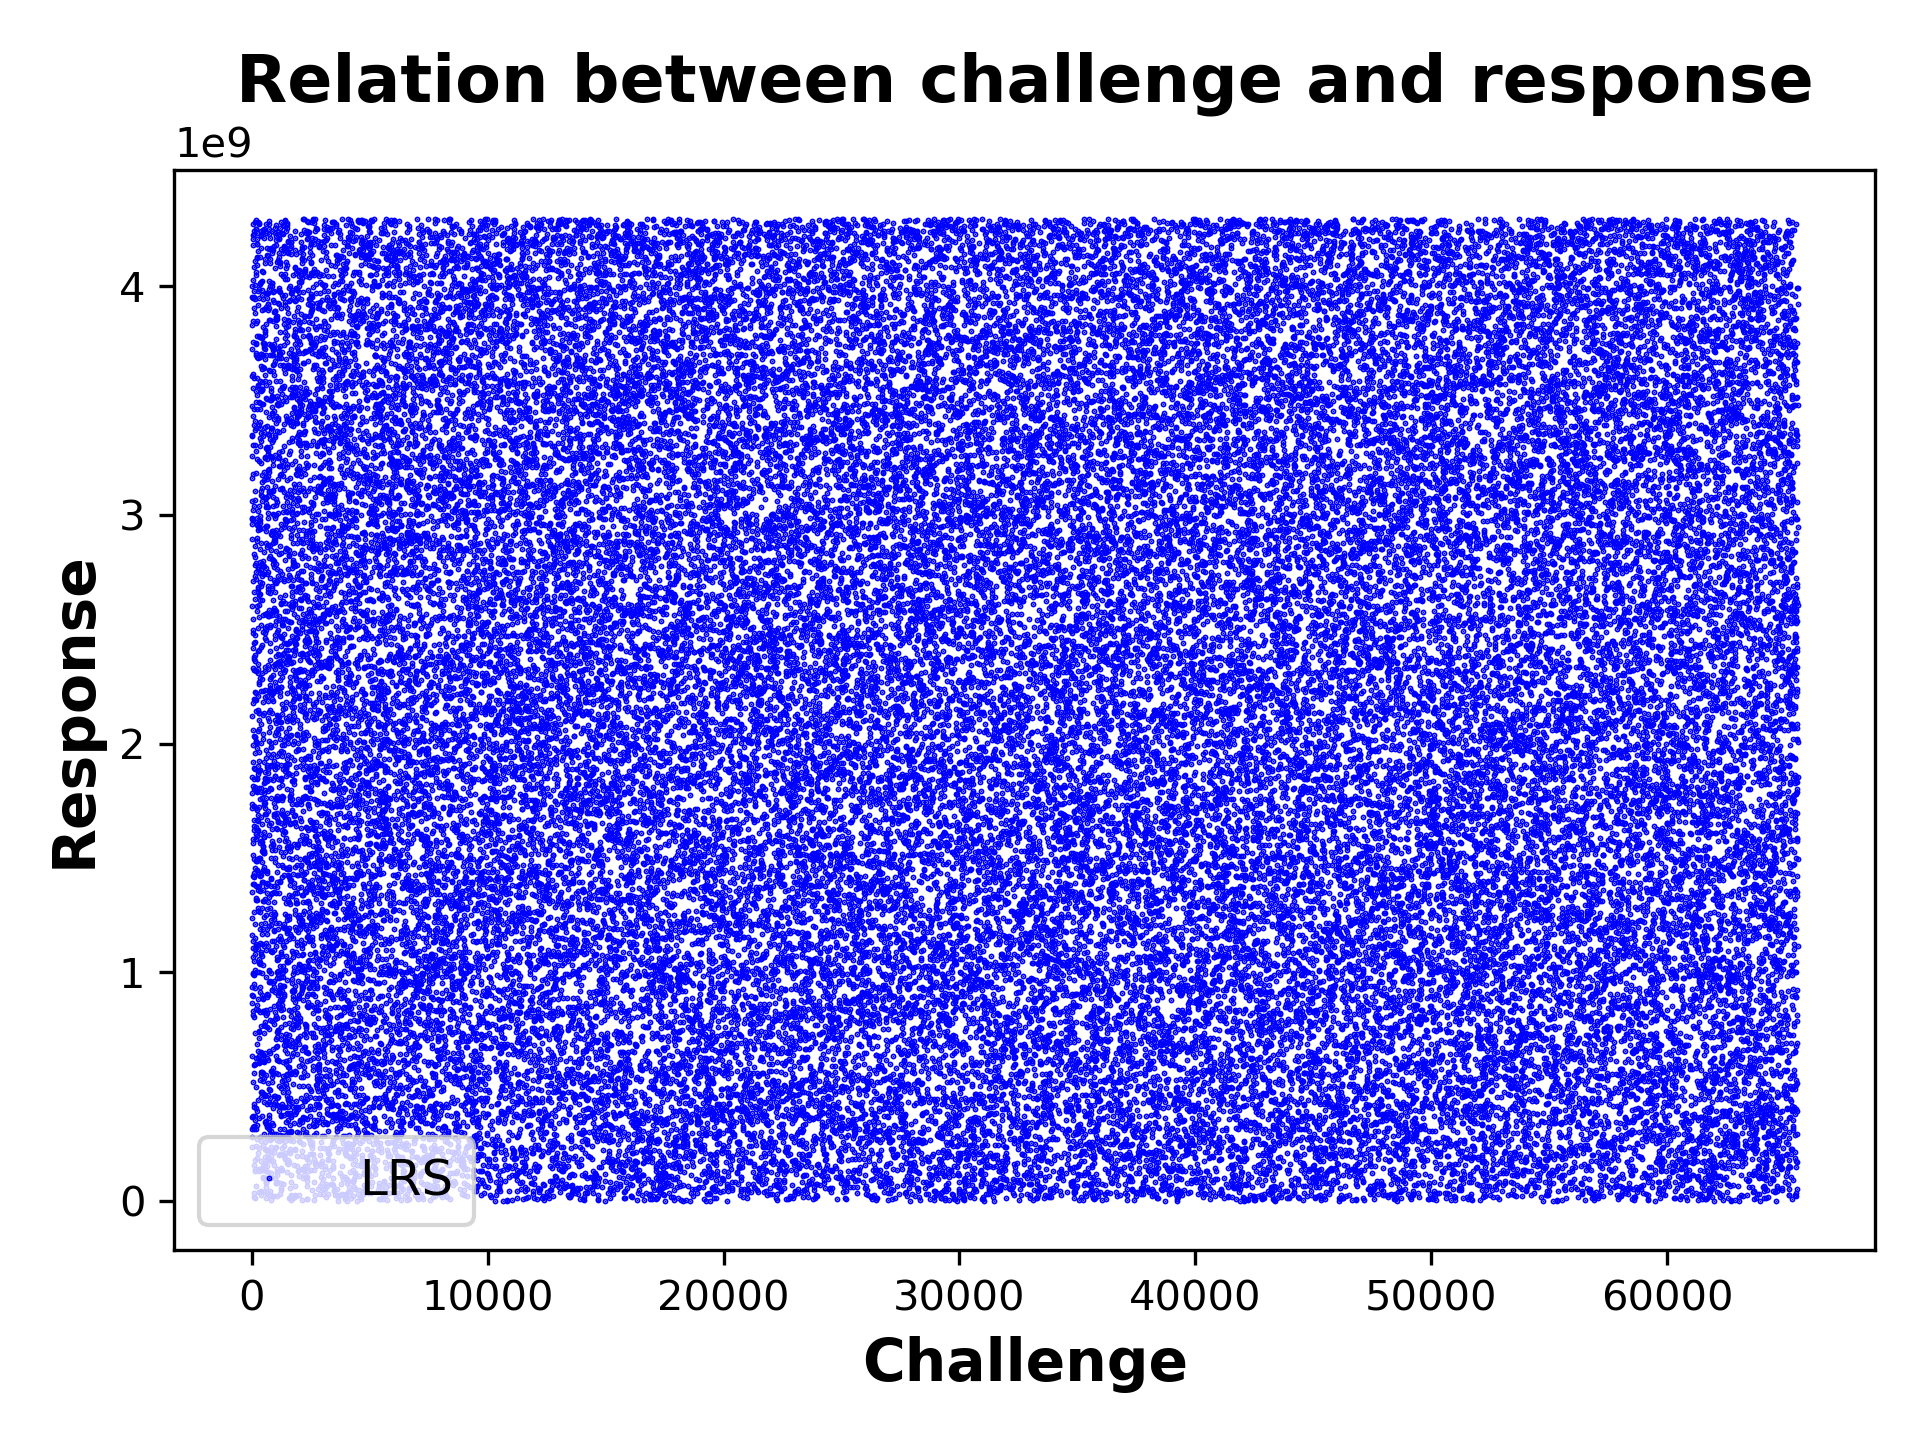 Relation between challenge and response
1e9
4
3
2
1
0
Response
LRS
0 10000 20000 30000 40000 50000 60000
Challenge